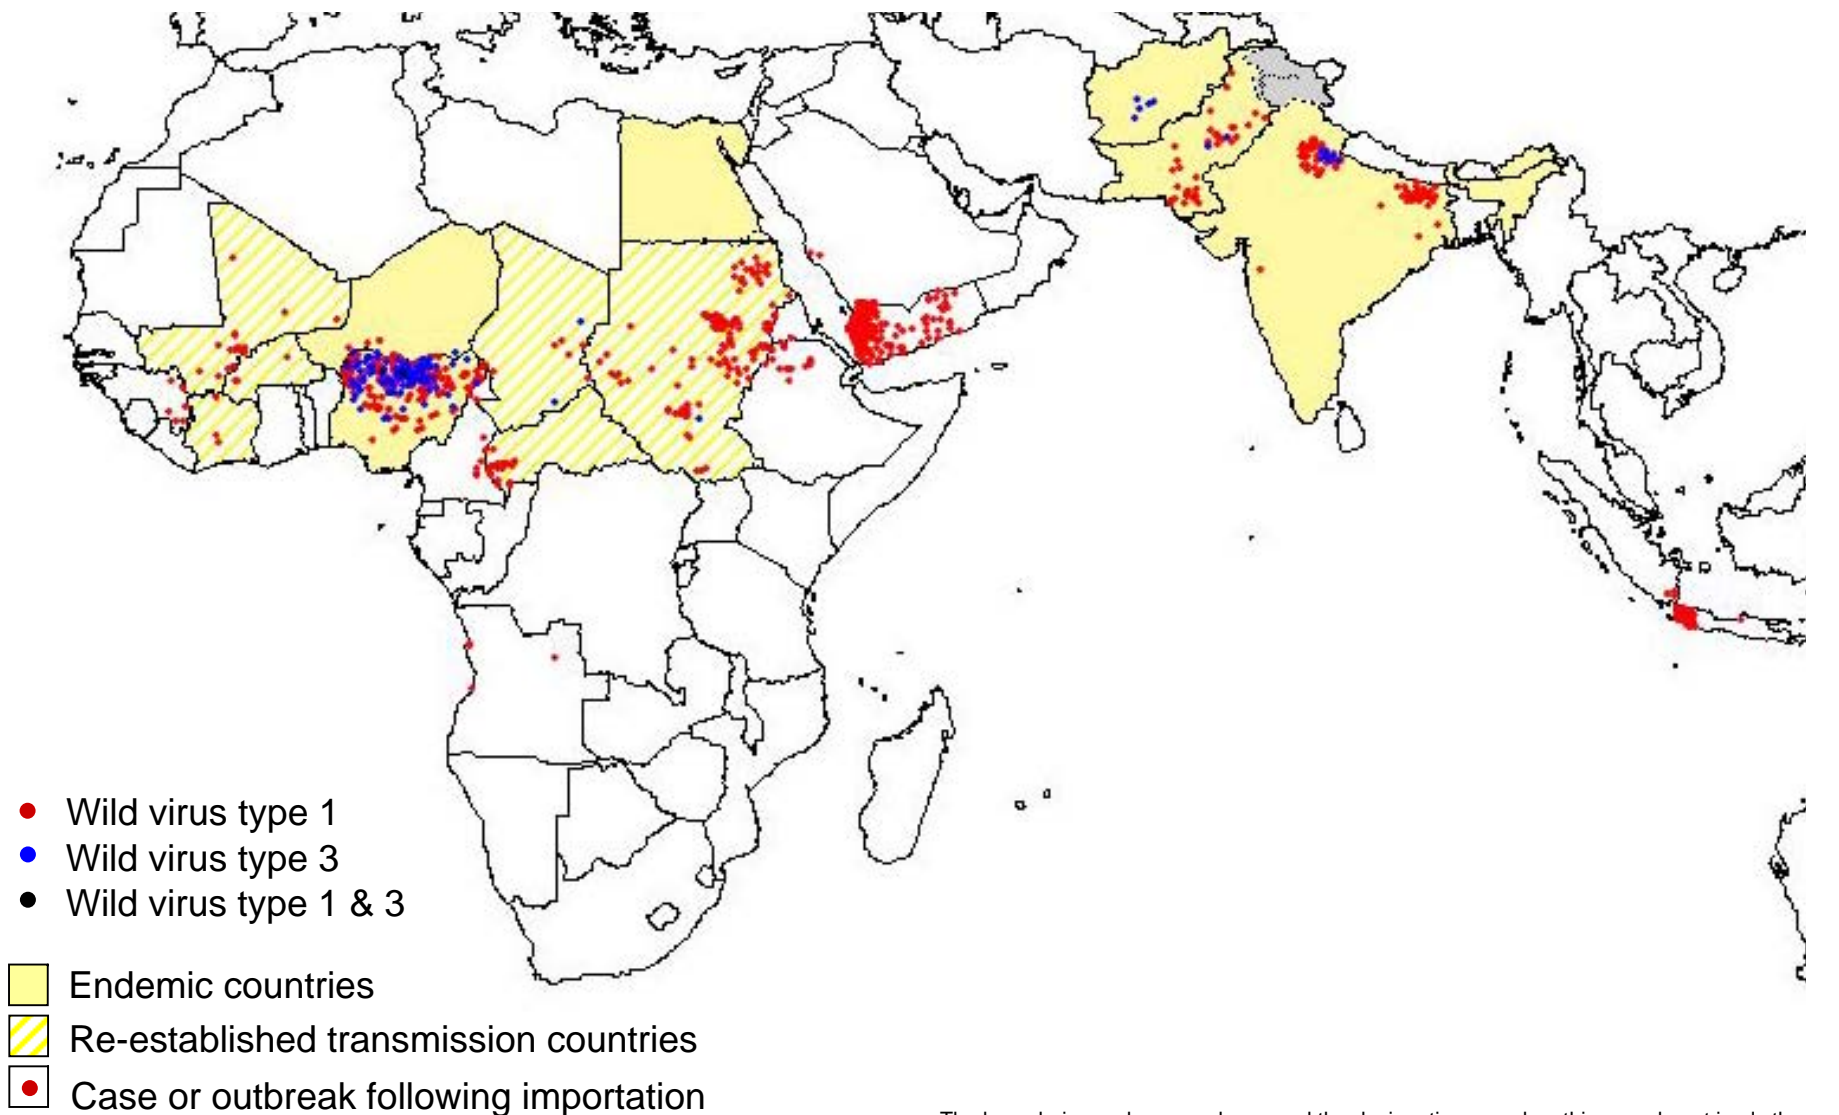 Wild virus type 1
Wild virus type 3
Wild virus type 1 & 3
Endemic countries
Re-established transmission countries
Case or outbreak following importation